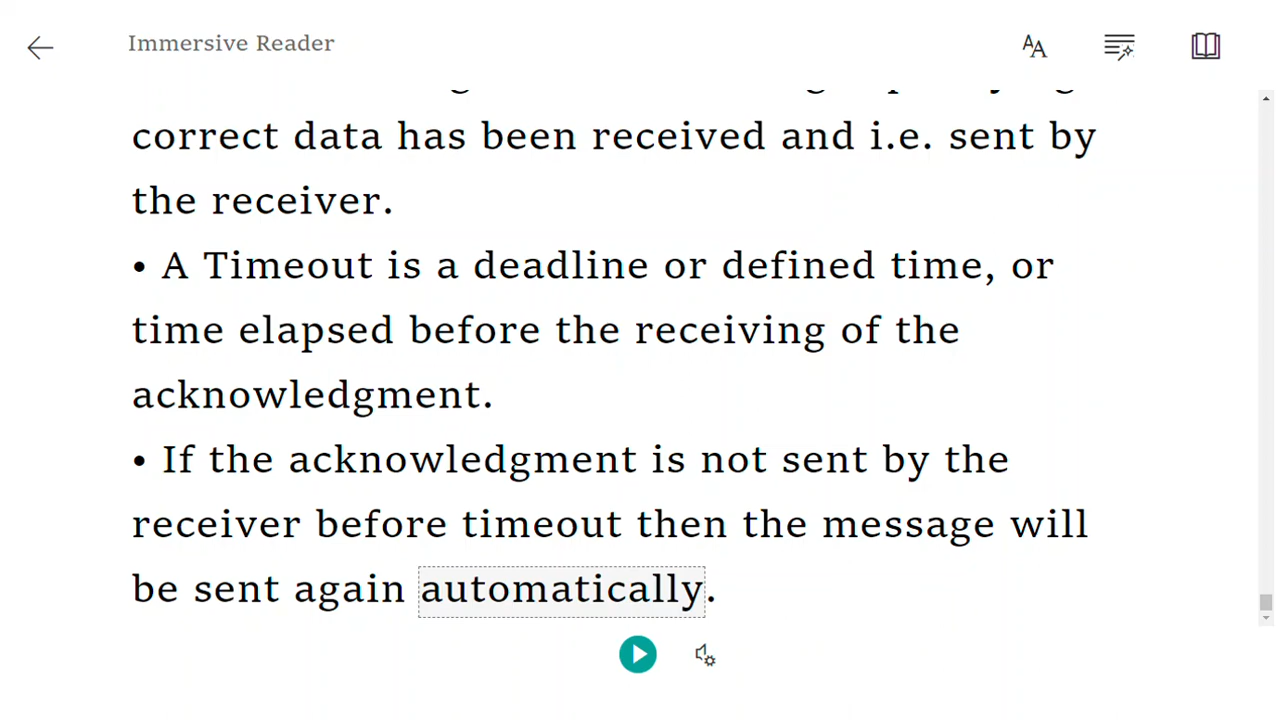 Immersive Reader
correct data has been received and i.e. sent by
the receiver.
• A Timeout is a deadline or defined time, or
time elapsed before the receiving of the
acknowledgment.
• If the acknowledgment is not sent by the
receiver before timeout then the message will
be sent again automatically.